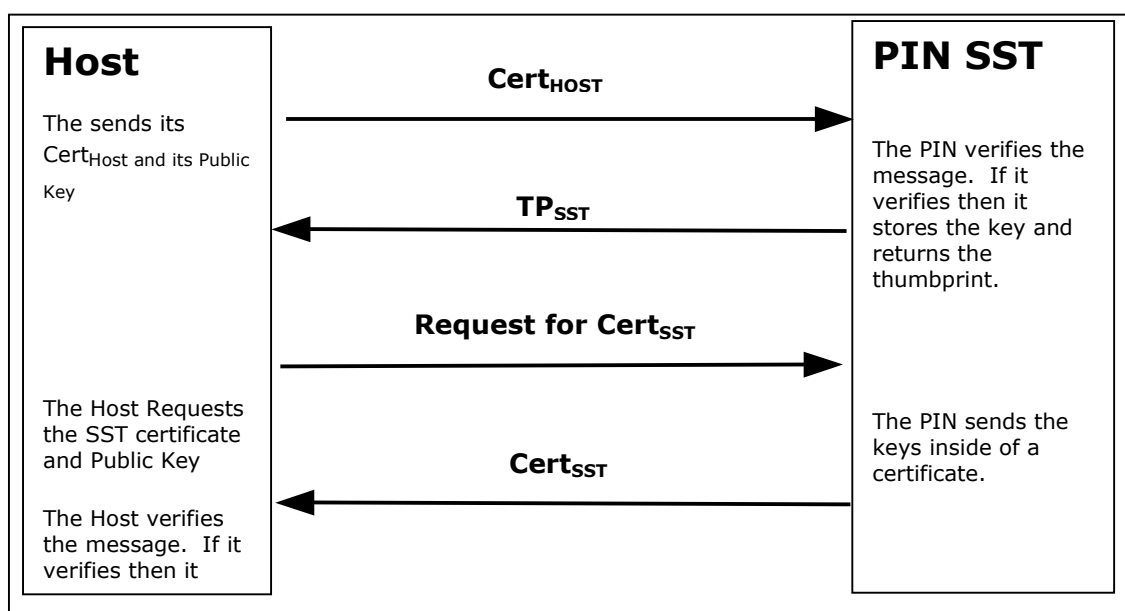 Host
The sends its
CertHost and its Public
Key
CertHOST
PIN SST
The PIN verifies the
message. If it
verifies then it
stores the key and
returns the
thumbprint.
TPSST
Request for CertSST
The Host Requests
the SST certificate
and Public Key
The PIN sends the
keys inside of a
certificate.
CertSST
The Host verifies
the message. If it
verifies then it